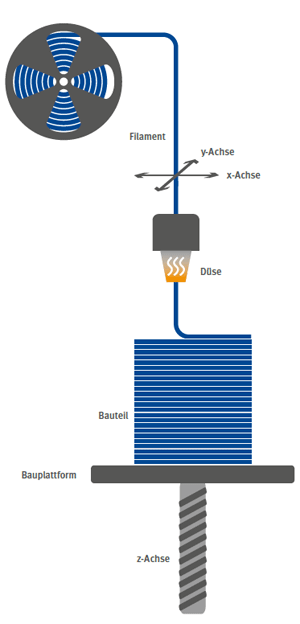 Filament
y-Achse
x-Achse
Düse
Bauteil
Bauplattform
z-Achse